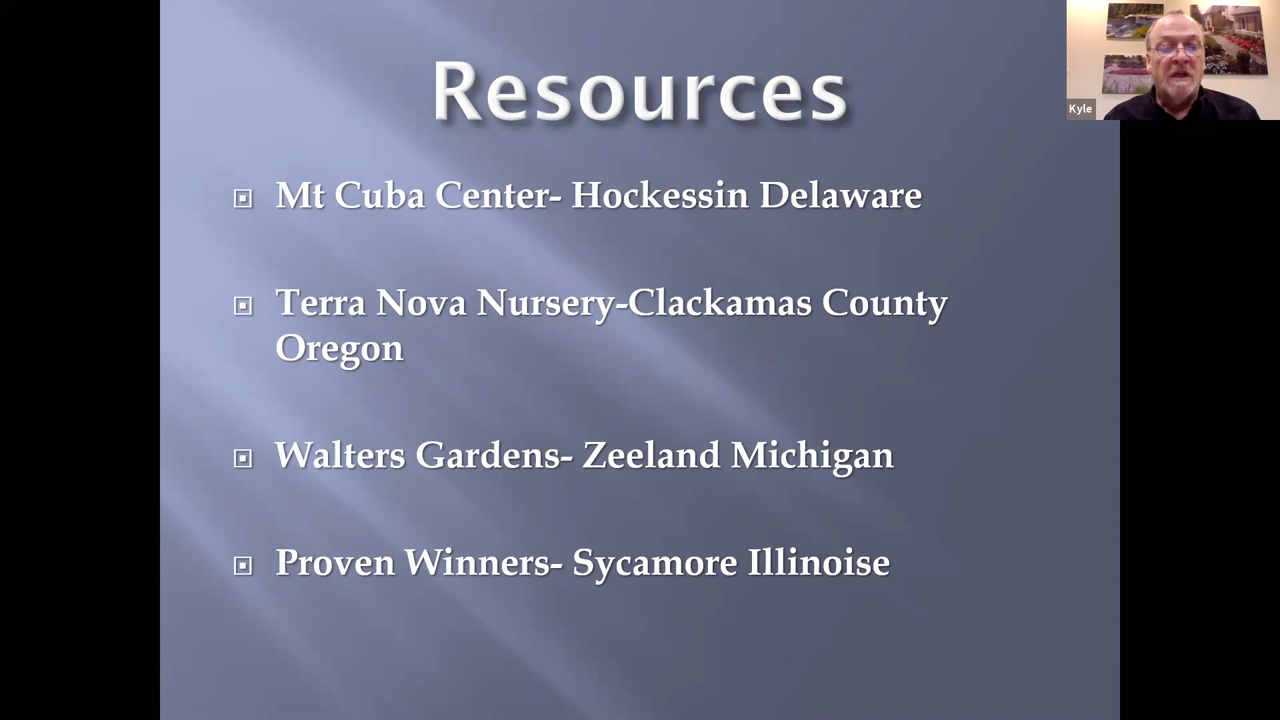 Resources
Kyle
Mt Cuba Center- Hockessin Delaware
Terra Nova Nursery-Clackamas County
Oregon
Walters Gardens- Zeeland Michigan
Proven Winners- Sycamore Illinoise